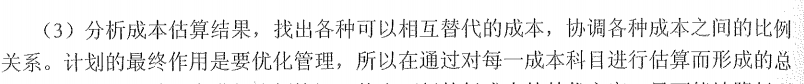 （3）分析成本估算结果，找出各种可以相互替代的成本，协调各种成本之间的比例
关系。计划的最终作用是要优化管理，所以在通过对每一成本科目进行估算而形成的总